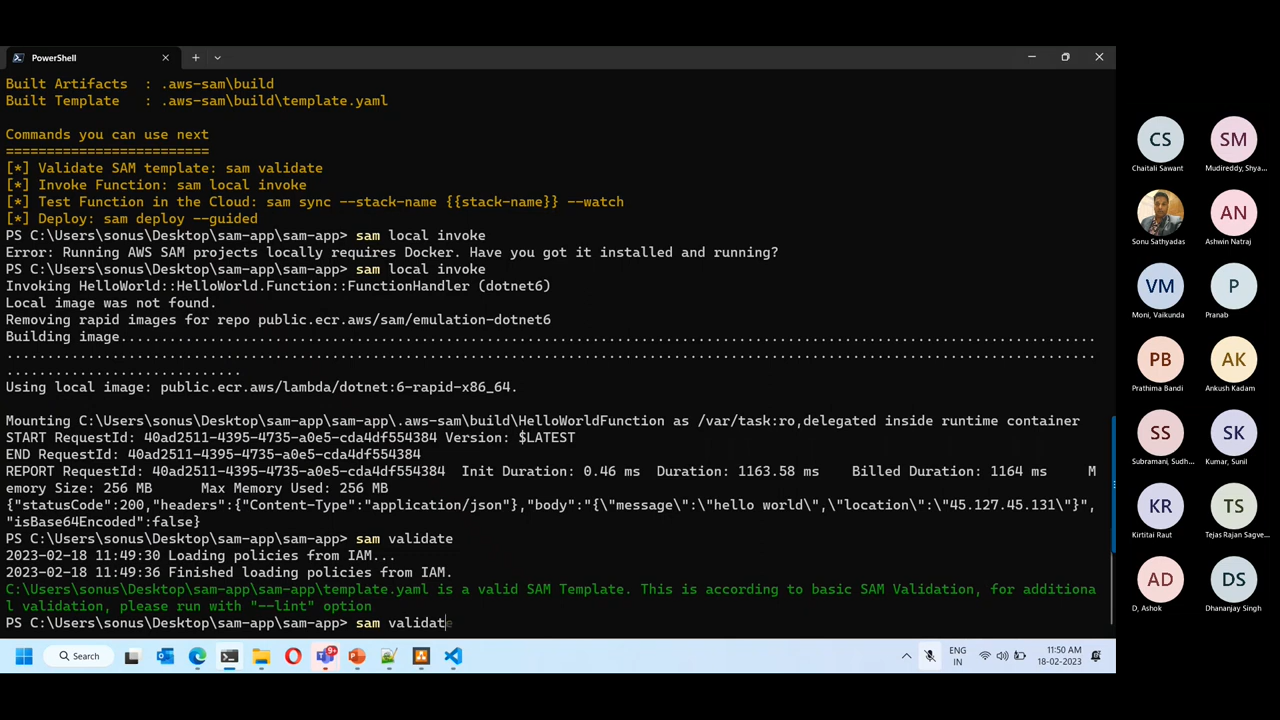 PowerShell
Built Artifacts  : .aws-sam\build
Built Template   : .aws-sam\build\template.yaml
Commands you can use next
=========================
[*] Validate SAM template: sam validate
[*] Invoke Function: sam local invoke
[*] Test Function in the Cloud: sam sync --stack-name {{stack-name}} --watch
[*] Deploy: sam deploy --guided
PS C:\Users\sonus\Desktop\sam-app\sam-app> sam local invoke
Error: Running AWS SAM projects locally requires Docker. Have you got it installed and running?
PS C:\Users\sonus\Desktop\sam-app\sam-app> sam local invoke
Invoking HelloWorld::HelloWorld.Function::FunctionHandler (dotnet6)
Local image was not found.
Removing rapid images for repo public.ecr.aws/sam/emulation-dotnet6
Building image.......................................................................................................................
.....................................................................................................................................
.............................
Using local image: public.ecr.aws/lambda/dotnet:6-rapid-x86_64.
Mounting C:\Users\sonus\Desktop\sam-app\sam-app\.aws-sam\build\HelloWorldFunction as /var/task:ro,delegated inside runtime container
START RequestId: 40ad2511-4395-4735-a0e5-cda4df554384 Version: $LATEST
END RequestId: 40ad2511-4395-4735-a0e5-cda4df554384
REPORT RequestId: 40ad2511-4395-4735-a0e5-cda4df554384  Init Duration: 0.46 ms  Duration: 1163.58 ms    Billed Duration: 1164 ms      M
emory Size: 256 MB      Max Memory Used: 256 MB
{"statusCode":200,"headers":{"Content-Type":"application/json"},"body":"{\"message\":\"hello world\",\"location\":\"45.127.45.131\"}",
"isBase64Encoded":false}
PS C:\Users\sonus\Desktop\sam-app\sam-app> sam validate
2023-02-18 11:49:30 Loading policies from IAM...
2023-02-18 11:49:36 Finished loading policies from IAM.
C:\Users\sonus\Desktop\sam-app\sam-app\template.yaml is a valid SAM Template. This is according to basic SAM Validation, for additiona
l validation, please run with "--lint" option
PS C:\Users\sonus\Desktop\sam-app\sam-app> sam validate
Search
9+
ENG
IN
11:50 AM
18-02-2023
CS
Chaitali Sawant
SM
Mudireddy, Shya...
Sonu Sathyadas
AN
Ashwin Natraj
VM
Moni, Vaikunda
P
Pranab
PB
Prathima Bandi
AK
Ankush Kadam
SS
Subramani, Sudh...
SK
Kumar, Sunil
KR
Kirtitai Raut
TS
Tejas Rajan Sagve...
AD
D, Ashok
DS
Dhananjay Singh